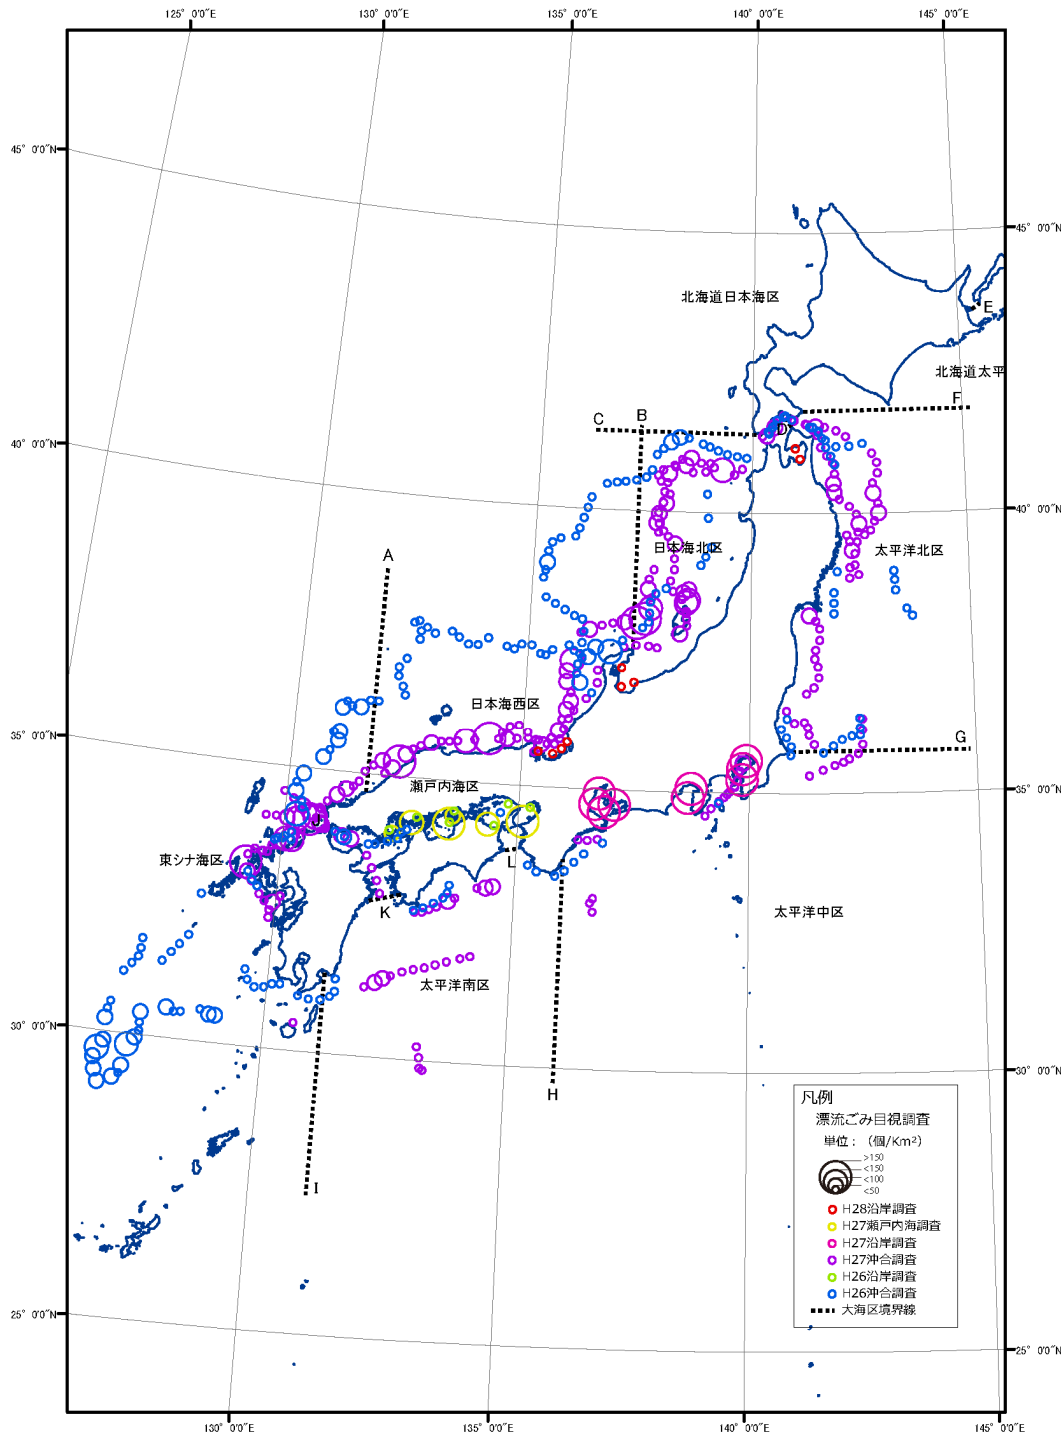 125° 0'0"E
130° 0'0"E
135° 0'0"E
140° 0'0"E
145° 0'0"E
45° 0'0"N
45° 0'0"N
北海道日本海区
E
北海道太平
F
B
C
D
40° 0'0"N
40° 0'0"N
A
日本海北区
太平洋北区
日本海西区
35° 0'0"N
G
瀬戸内海区
35° 0'0"N
J
東シナ海区
L
K
太平洋中区
太平洋南区
30° 0'0"N
30° 0'0"N
H
I
凡例
漂流ごみ目視調査
単位：（個/Km²）
>150
<150
<100
<50
H28沿岸調査
H27瀬戸内海調査
H27沿岸調査
H27沖合調査
H26沿岸調査
H26沖合調査
大海区境界線
25° 0'0"N
25° 0'0"N
130° 0'0"E
135° 0'0"E
140° 0'0"E
145° 0'0"E